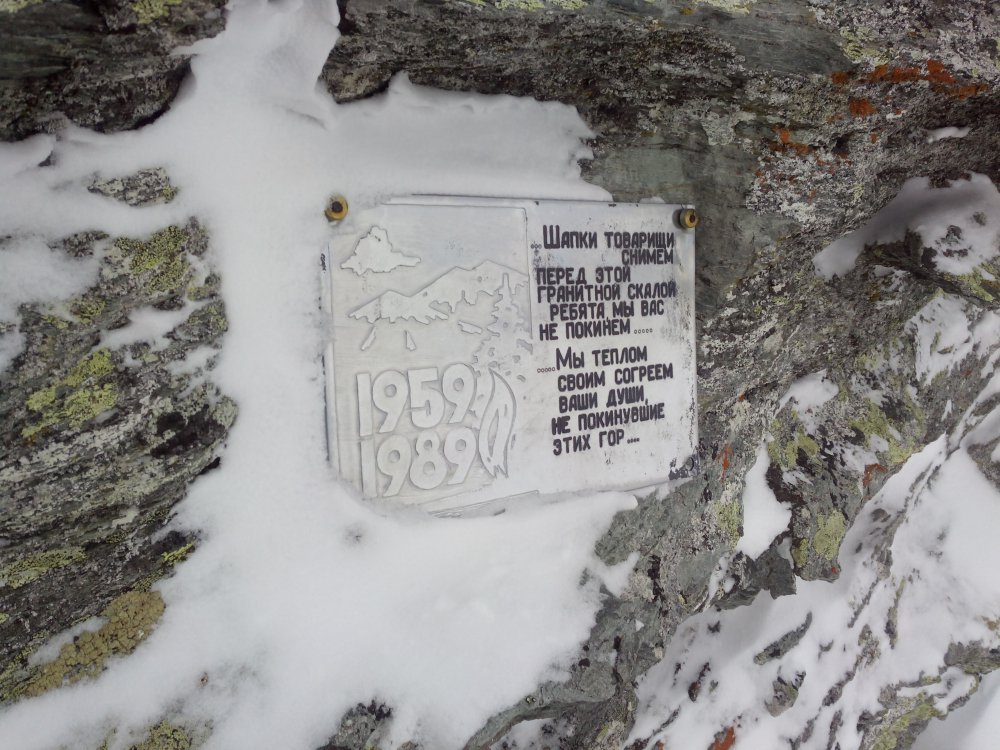 1959
1989
...Шапки товарищи
снимем
перед этой
гранитной скалой
ребята мы вас
не покинем.....
.....Мы теплом
своим согреем
ваши души,
не покинувшие
этих гор....